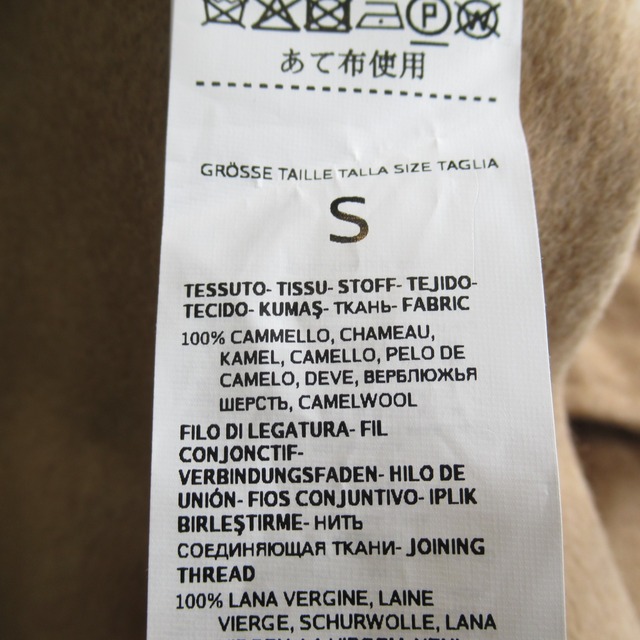 P W
あて布使用
GRÖSSE TAILLE TALLA SIZE TAGLIA
S
TESSUTO- TISSU- STOFF- TEJIDO-
TECIDO- KUMAŞ- ТКАНЬ- FABRIC
100% CAMMELLO, CHAMEAU,
KAMEL, CAMELLO, PELO DE
CAMELO, DEVE, ВЕРБЛЮЖЬЯ
ШЕРСТЬ, CAMELWOOL
FILO DI LEGATURA- FIL
CONJONCTIF-
VERBINDUNGSFADEN- HILO DE
UNIÓN- FIOS CONJUNTIVO- IPLIK
BIRLEŞTIRME- НИТЬ
СОЕДИНЯЮЩАЯ ТКАНИ- JOINING
THREAD
100% LANA VERGINE, LAINE
VIERGE, SCHURWOLLE, LANA